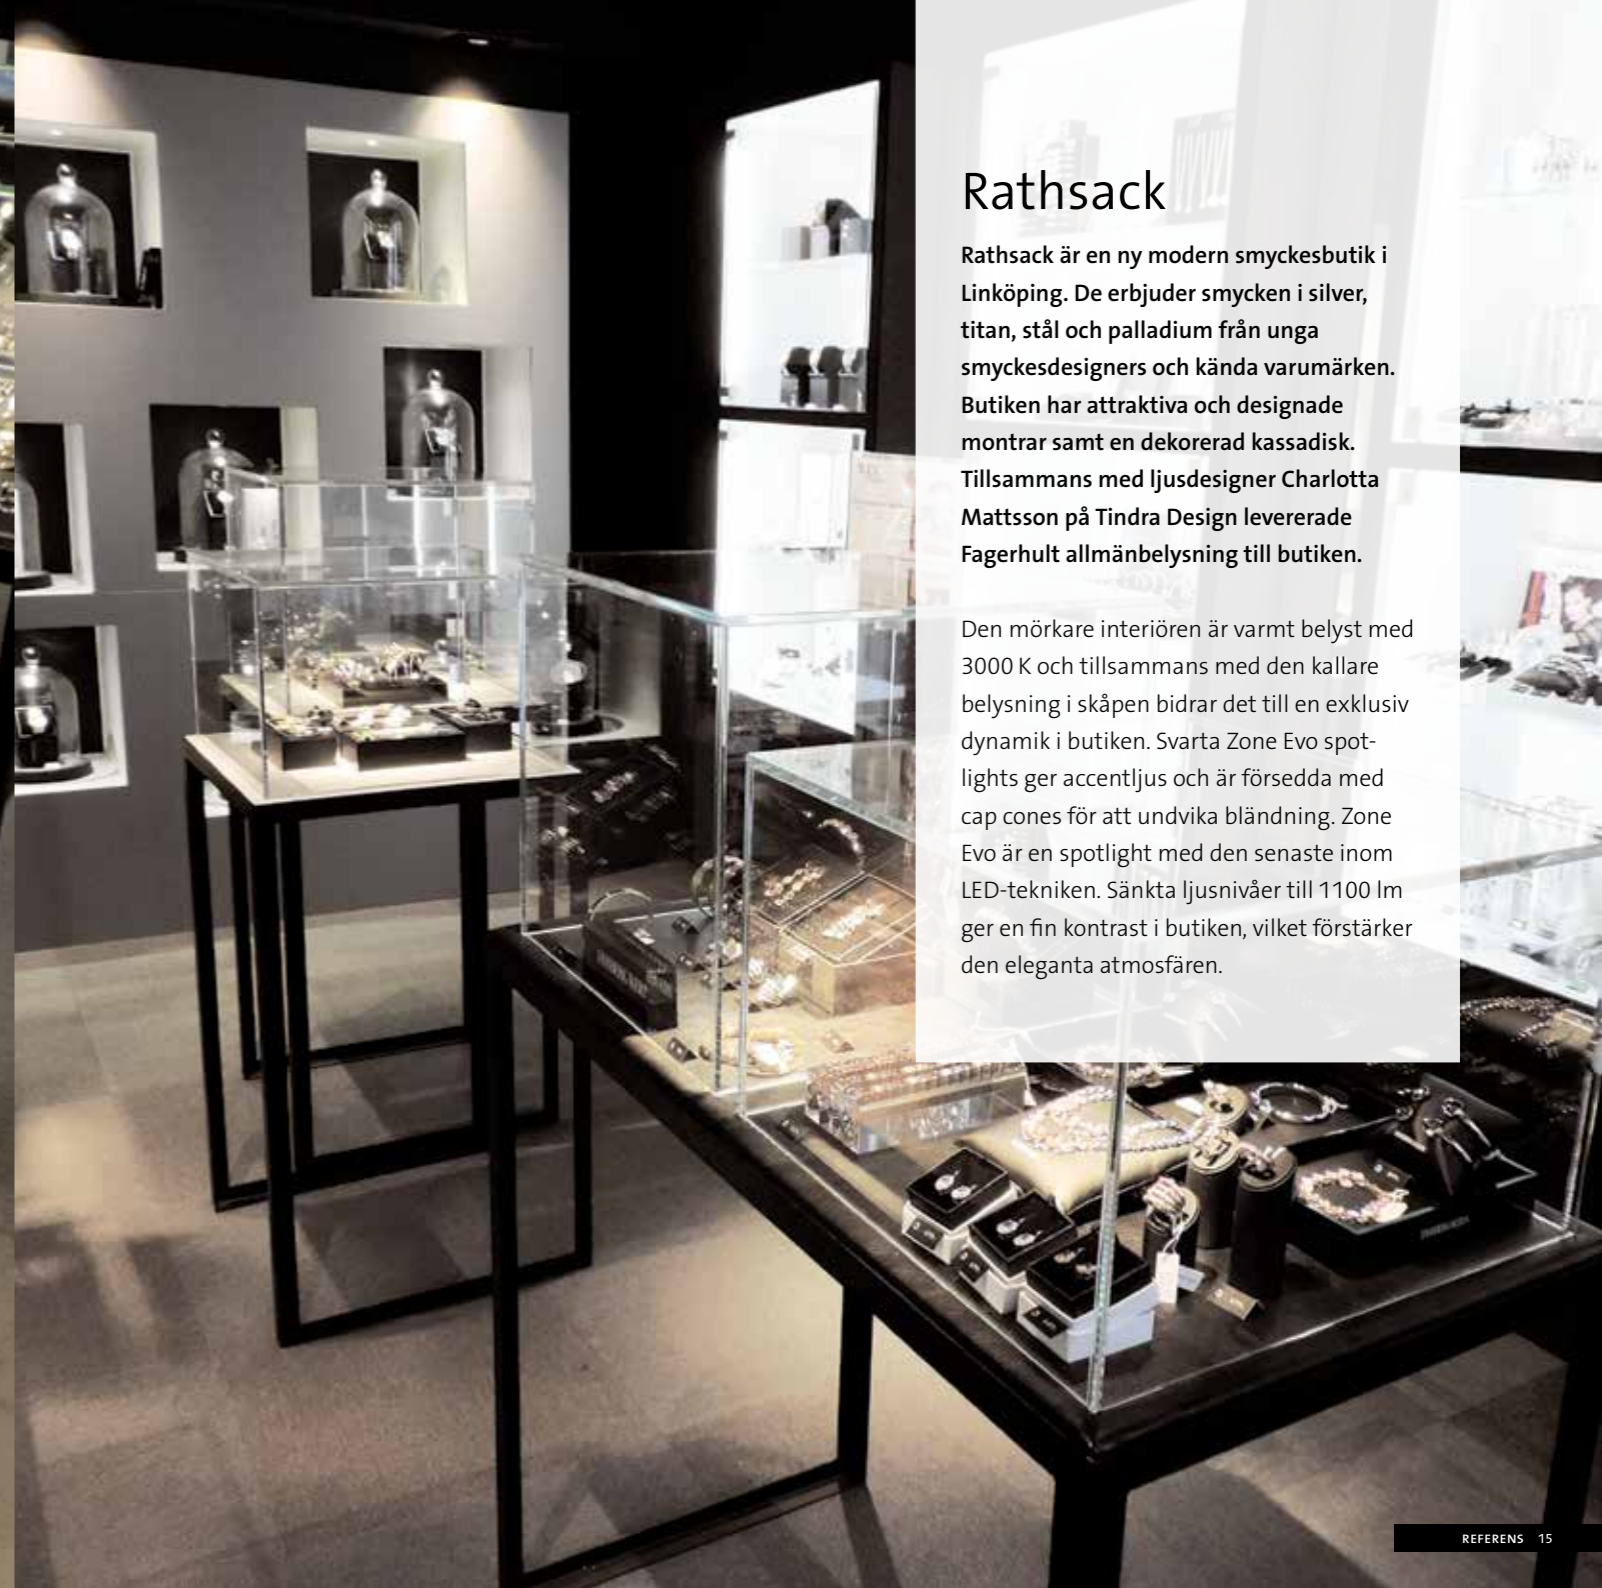 Rathsack
Rathsack är en ny modern smyckesbutik i
Linköping. De erbjuder smycken i silver,
titan, stål och palladium från unga
smyckesdesigners och kända varumärken.
Butiken har attraktiva och designade
montrar samt en dekorerad kassadisk.
Tillsammans med ljusdesigner Charlotta
Mattsson på Tindra Design levererade
Fagerhult allmänbelysning till butiken.
Den mörkare interiören är varmt belyst med
3000 K och tillsammans med den kallare
belysning i skåpen bidrar det till en exklusiv
dynamik i butiken. Svarta Zone Evo spot-
lights ger accentljus och är försedda med
cap cones för att undvika bländning. Zone
Evo är en spotlight med den senaste inom
LED-tekniken. Sänkta ljusnivåer till 1100 lm
ger en fin kontrast i butiken, vilket förstärker
den eleganta atmosfären.
REFERENS 15